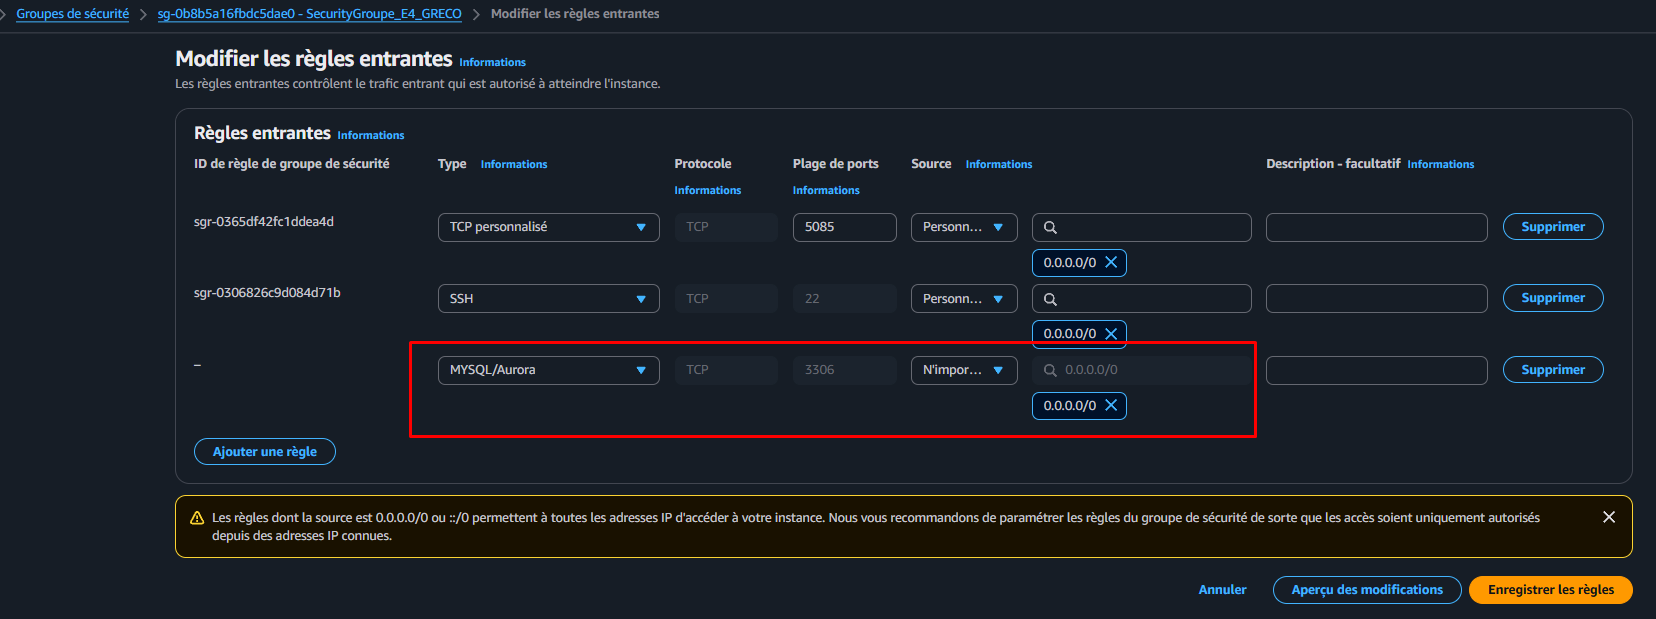 Groupes de sécurité > sg-0b8b5a16fbdc5dae0 - SecurityGroupe_E4_GRECO > Modifier les règles entrantes
Modifier les règles entrantes Informations
Les règles entrantes contrôlent le trafic entrant qui est autorisé à atteindre l'instance.
Règles entrantes Informations
ID de règle de groupe de sécurité Type Informations Protocole Plage de ports Source Informations Description - facultatif Informations
Informations Informations
sgr-0365df42fc1ddea4d TCP personnalisé TCP 5085 Personn... Supprimer
0.0.0.0/0
sgr-0306826c9d084d71b SSH TCP 22 Personn... Supprimer
0.0.0.0/0
– MYSQL/Aurora TCP 3306 N'impor... 0.0.0.0/0 Supprimer
0.0.0.0/0
Ajouter une règle
Les règles dont la source est 0.0.0.0/0 ou ::/0 permettent à toutes les adresses IP d'accéder à votre instance. Nous vous recommandons de paramétrer les règles du groupe de sécurité de sorte que les accès soient uniquement autorisés
depuis des adresses IP connues.
Annuler Aperçu des modifications Enregistrer les règles